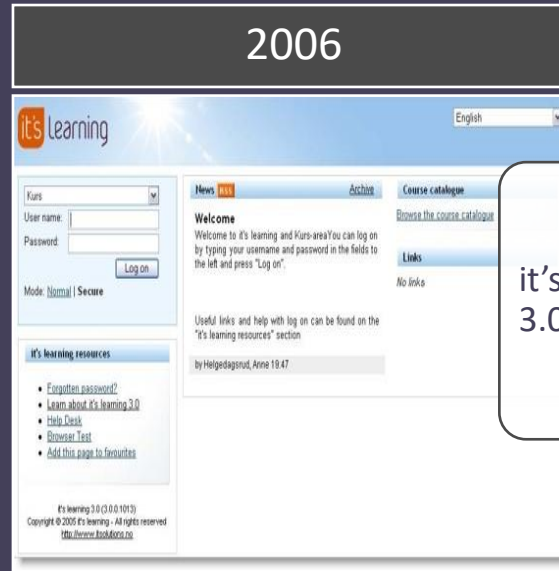 2006
it's learning
English
Kurs
User name:
Password:
Log on
Mode: Normal | Secure
it's learning resources
Forgotten password?
Learn about it's learning 3.0
Help Desk
Browser Test
Add this page to favourites
it's learning 3.0 (3.0.0.1013)
Copyright © 2005 it's learning - All rights reserved
http://www.itsolutions.no
News RSS
Archive
Welcome
Welcome to it's learning and Kurs-areaYou can log on
by typing your username and password in the fields to
the left and press "Log on".
Useful links and help with log on can be found on the
"it's learning resources" section
by Helgedagsrud, Anne 19.47
Course catalogue
Browse the course catalogue
Links
No links
it's
3.0